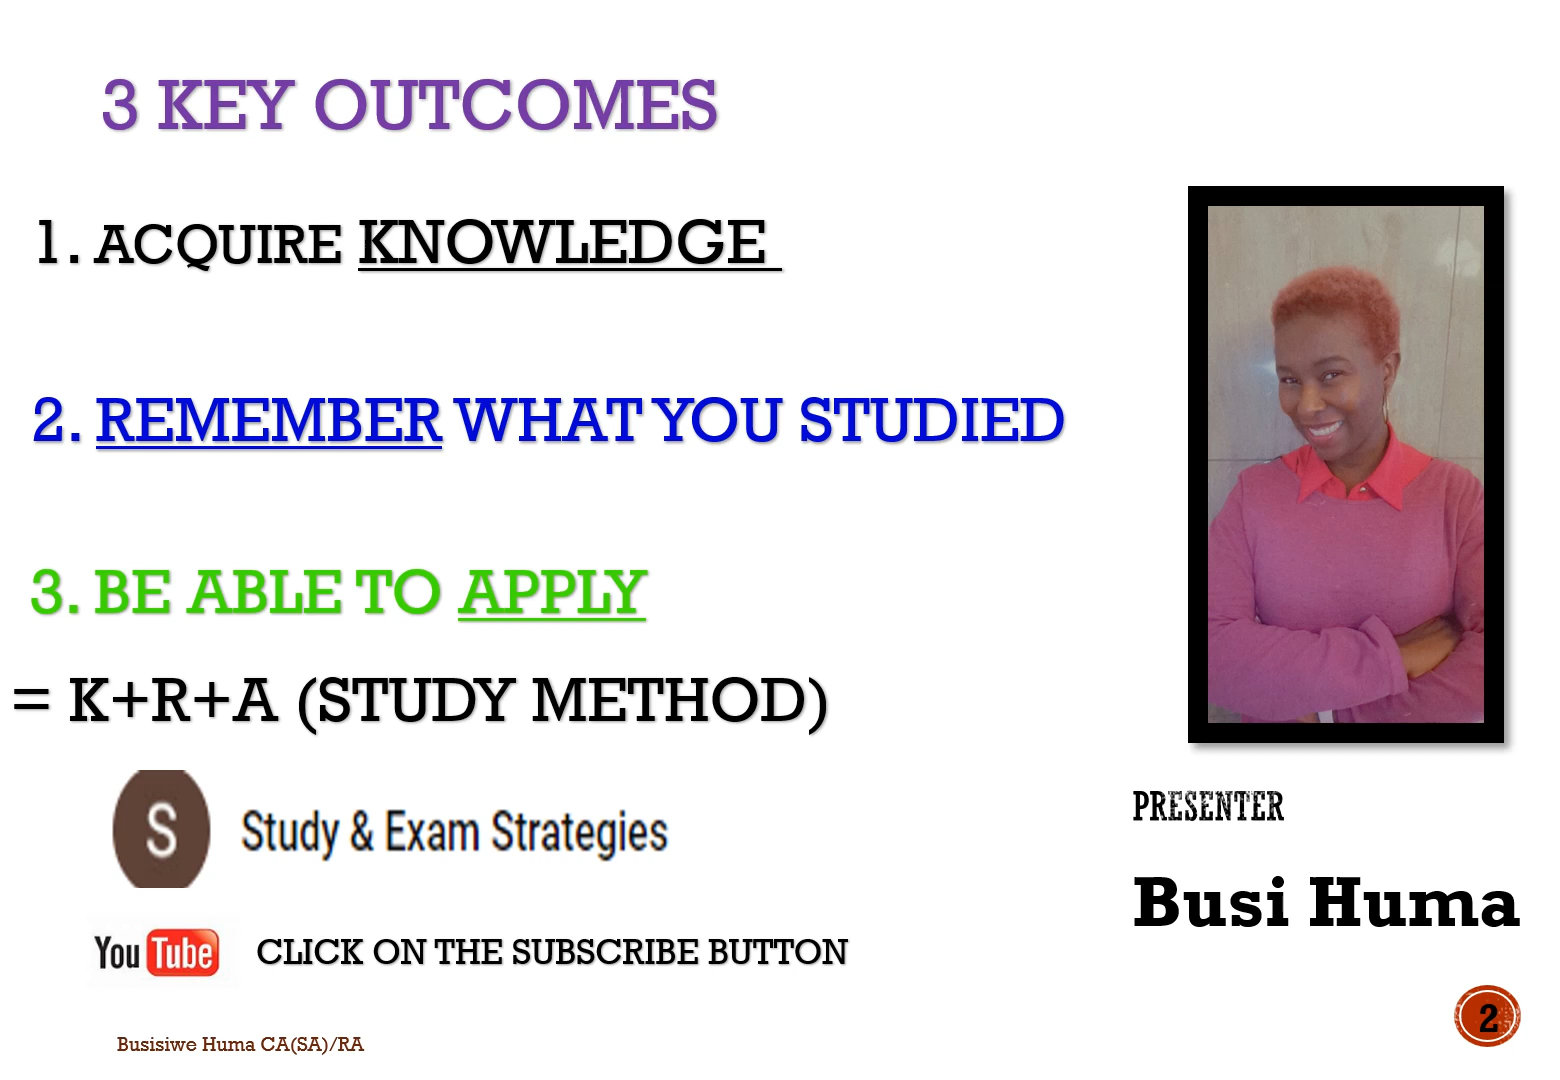 3 KEY OUTCOMES
1. ACQUIRE KNOWLEDGE
2. REMEMBER WHAT YOU STUDIED
3. BE ABLE TO APPLY
= K+R+A (STUDY METHOD)
S Study & Exam Strategies
YouTube CLICK ON THE SUBSCRIBE BUTTON
PRESENTER
Busi Huma
Busisiwe Huma CA(SA)/RA
2